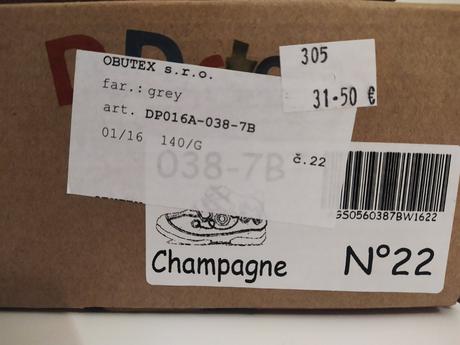 305
31-50 €
OBUTEX s.r.o.
far.: grey
art. DP016A-038-7B
01/16 140/G
č.22
038-7B
GS0560387BW1622
Champagne
N°22